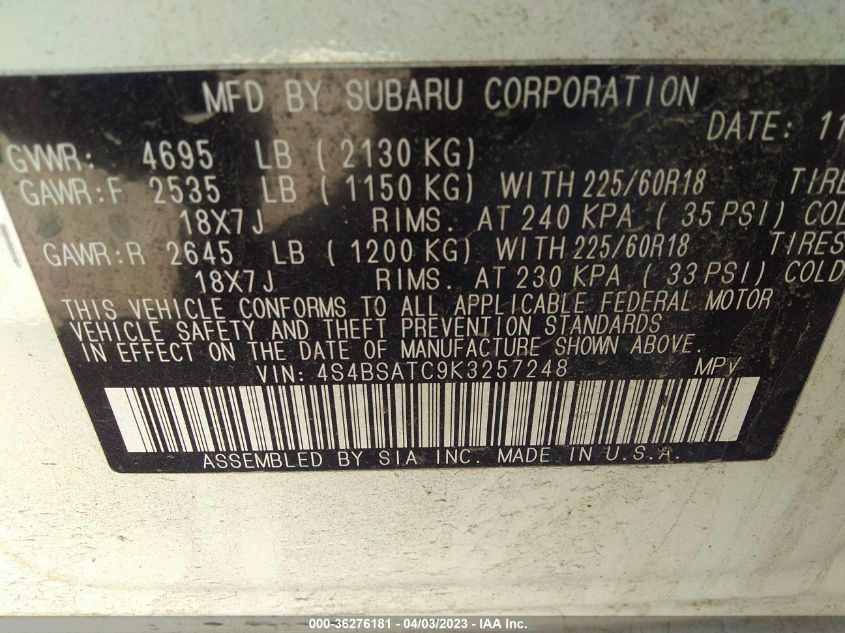 MFD BY SUBARU CORPORATION
DATE: 11
GVWR: 4695 LB ( 2130 KG)
GAWR:F 2535 LB ( 1150 KG) WITH 225/60R18 TIRE
18X7J RIMS. AT 240 KPA ( 35 PSI) COL
GAWR:R 2645 LB ( 1200 KG) WITH 225/60R18 TIRES
18X7J RIMS. AT 230 KPA ( 33 PSI) COLD
THIS VEHICLE CONFORMS TO ALL APPLICABLE FEDERAL MOTOR
VEHICLE SAFETY AND THEFT PREVENTION STANDARDS
IN EFFECT ON THE DATE OF MANUFACTURE SHOWN ABOVE.
VIN: 4S4BSATC9K3257248 MPV
ASSEMBLED BY SIA INC. MADE IN U.S.A.
000-36276181 - 04/03/2023 - IAA Inc.